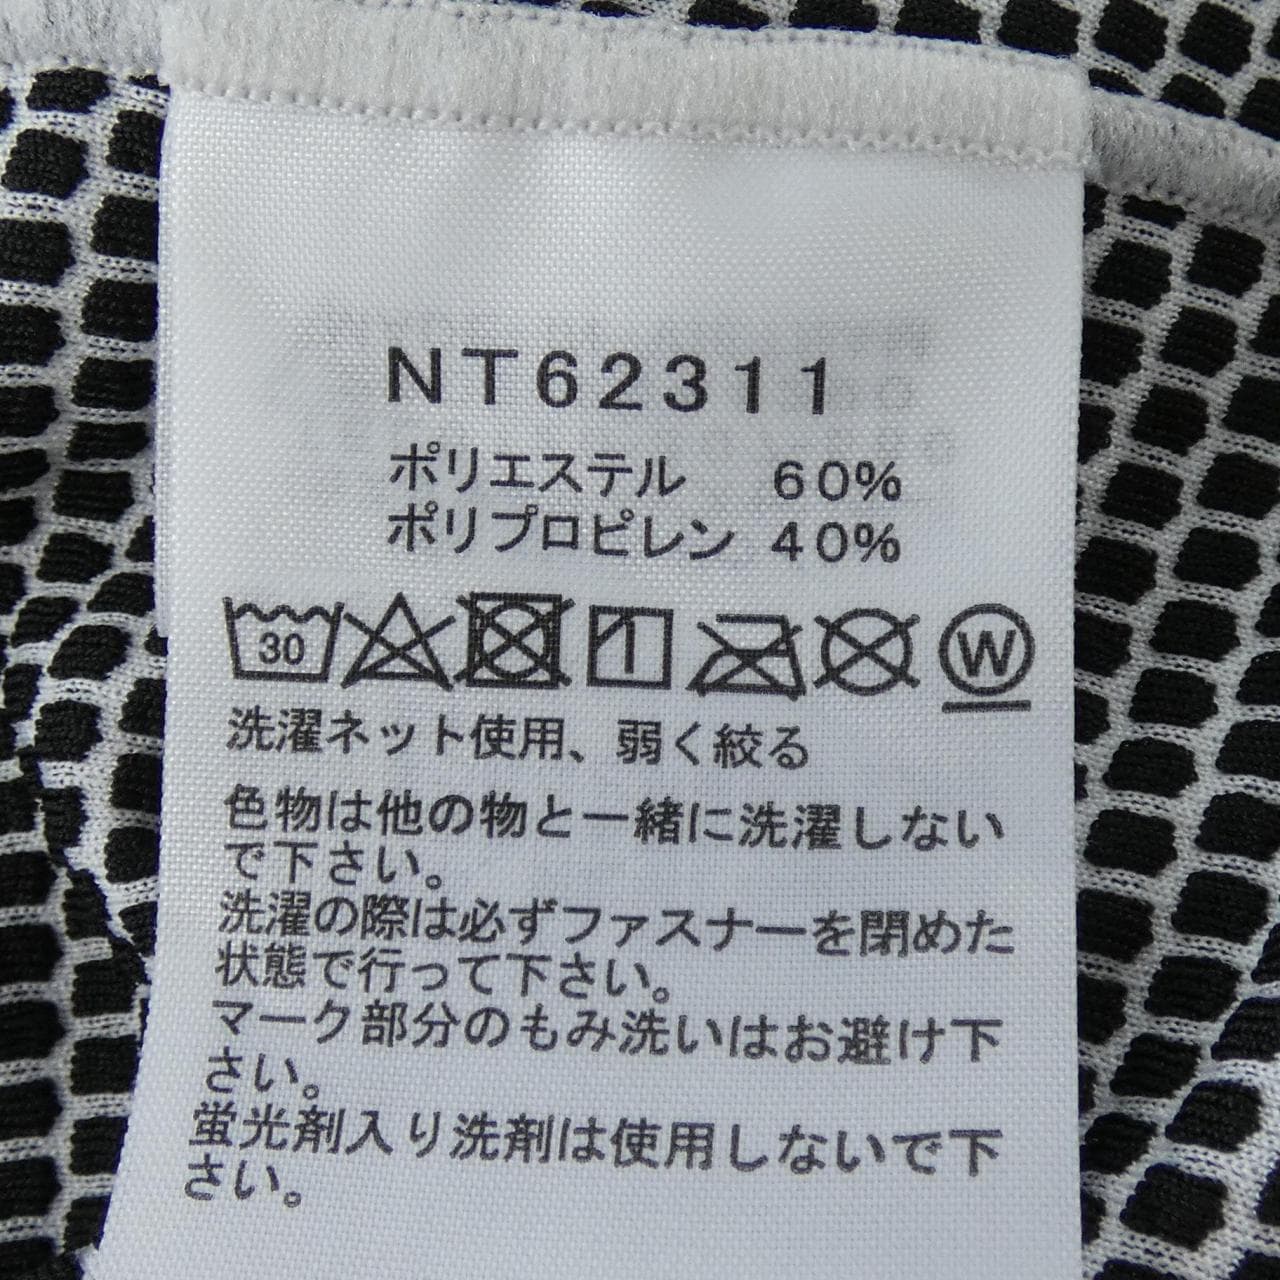 NT62311
ポリエステル 60%
ポリプロピレン 40%
30 W
洗濯ネット使用、弱く絞る
色物は他の物と一緒に洗濯しない
で下さい。
洗濯の際は必ずファスナーを閉めた
状態で行って下さい。
マーク部分のもみ洗いはお避け下
さい。
蛍光剤入り洗剤は使用しないで下
さい。